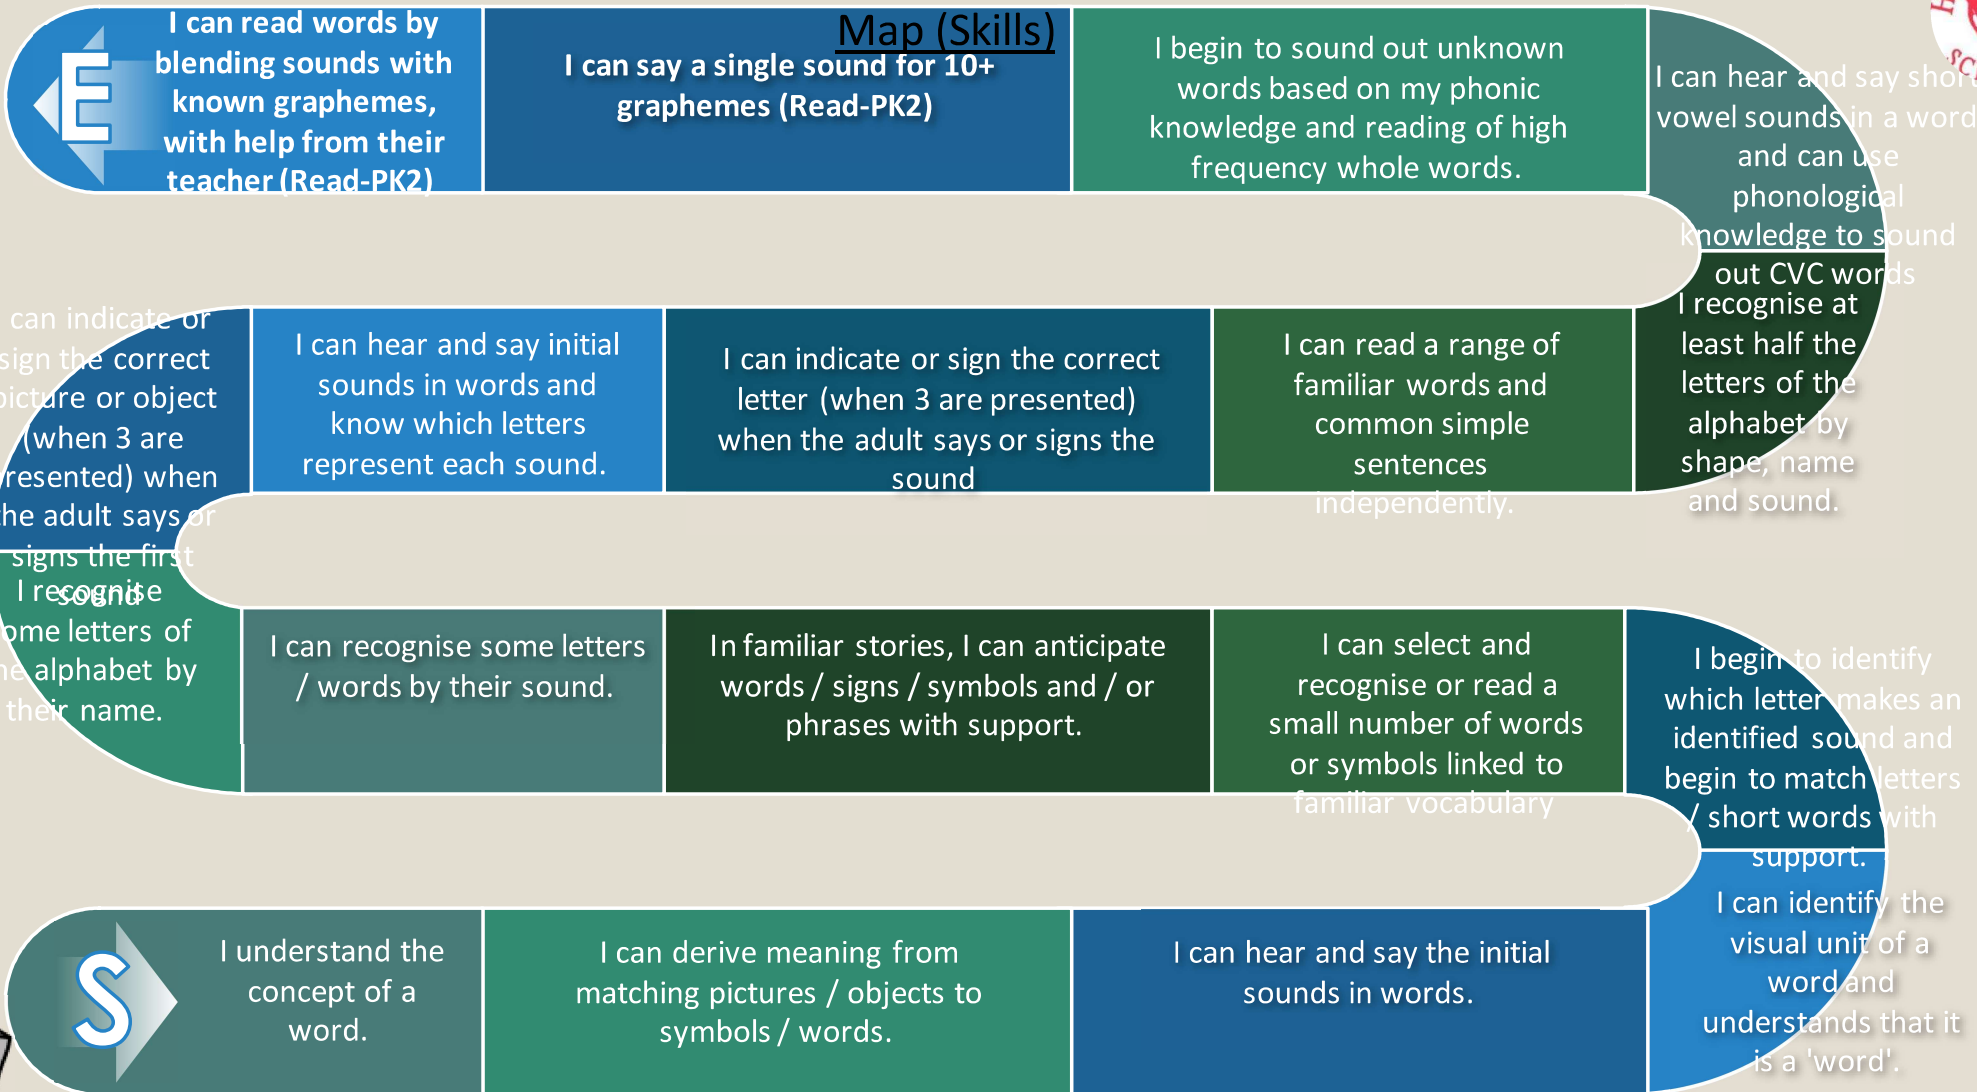 Map (Skills)
E
I can read words by
blending sounds with
known graphemes,
with help from their
teacher (Read-PK2)
I can say a single sound for 10+
graphemes (Read-PK2)
I begin to sound out unknown
words based on my phonic
knowledge and reading of high
frequency whole words.
I can hear and say short
vowel sounds in a word
and can use
phonological
knowledge to sound
out CVC words
I recognise at
least half the
letters of the
alphabet by
shape, name
and sound.
I can read a range of
familiar words and
common simple
sentences
independently.
I can indicate or sign the correct
letter (when 3 are presented)
when the adult says or signs the
sound
I can hear and say initial
sounds in words and
know which letters
represent each sound.
can indicate or
sign the correct
picture or object
(when 3 are
presented) when
the adult says or
signs the first
sound
I recognise
some letters of
the alphabet by
their name.
I can recognise some letters
/ words by their sound.
In familiar stories, I can anticipate
words / signs / symbols and / or
phrases with support.
I can select and
recognise or read a
small number of words
or symbols linked to
familiar vocabulary
I begin to identify
which letter makes an
identified sound and
begin to match letters
/ short words with
support.
I can identify the
visual unit of a
word and
understands that it
is a 'word'.
I can hear and say the initial
sounds in words.
I can derive meaning from
matching pictures / objects to
symbols / words.
I understand the
concept of a
word.
S